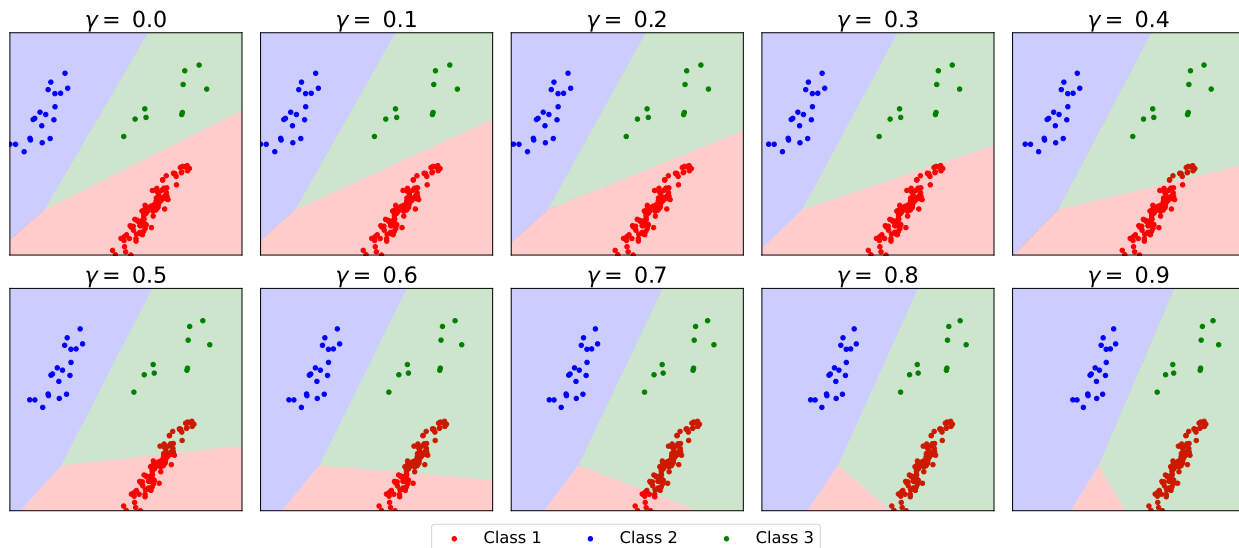 γ = 0.0 γ = 0.1 γ = 0.2 γ = 0.3 γ = 0.4
γ = 0.5 γ = 0.6 γ = 0.7 γ = 0.8 γ = 0.9
Class 1 Class 2 Class 3